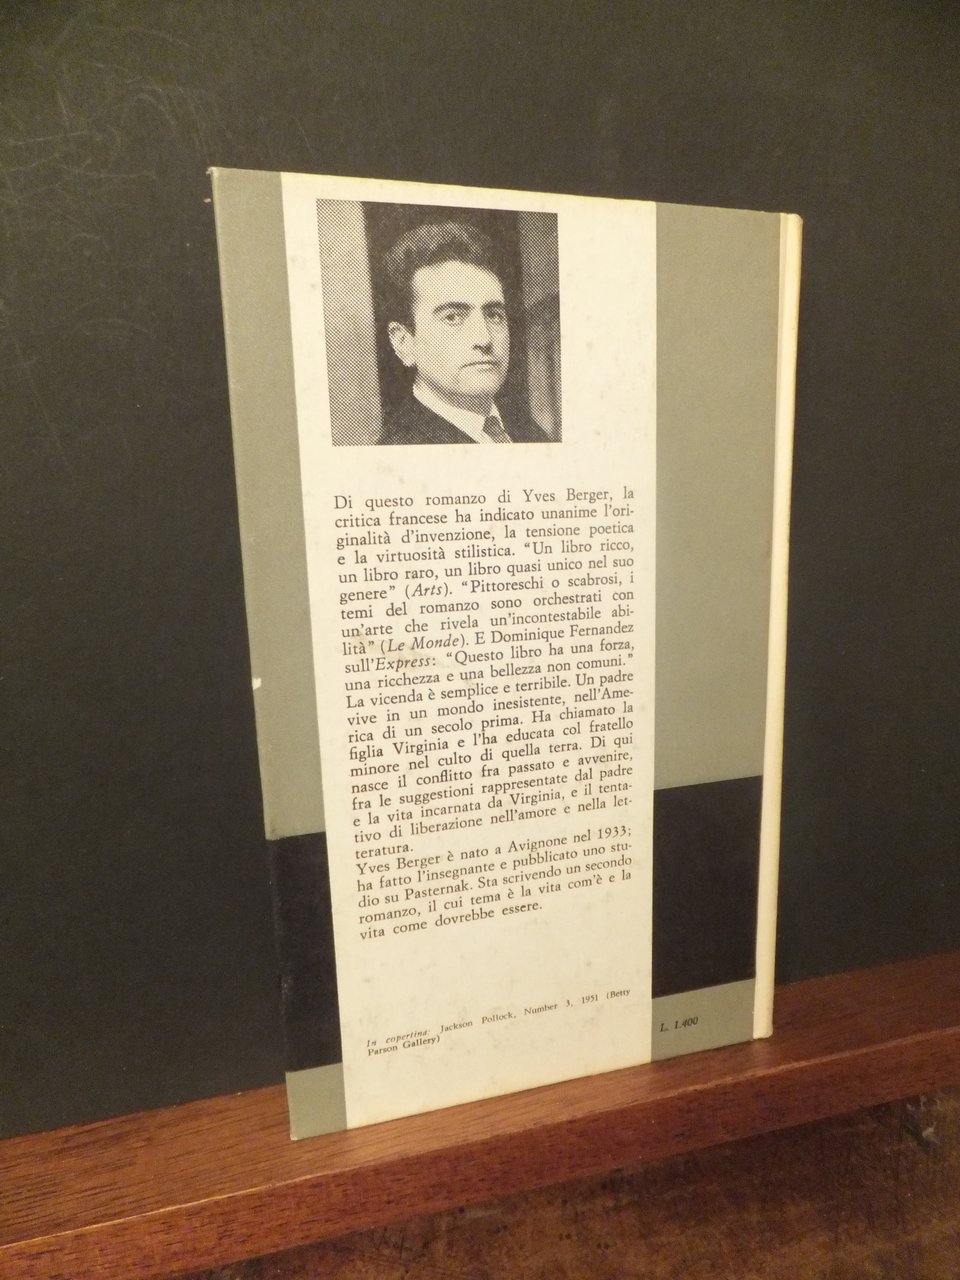 Di questo romanzo di Yves Berger, la
critica francese ha indicato unanime l'ori-
ginalità d'invenzione, la tensione poetica
e la virtuosità stilistica. "Un libro ricco,
un libro raro, un libro quasi unico nel suo
genere" (Arts). "Pittoreschi o scabrosi, i
temi del romanzo sono orchestrati con
un'arte che rivela un'incontestabile abi-
lità" (Le Monde). E Dominique Fernandez
sull'Express: "Questo libro ha una forza,
una ricchezza e una bellezza non comuni."
La vicenda è semplice e terribile. Un padre
vive in un mondo inesistente, nell'Ame-
rica di un secolo prima. Ha chiamato la
figlia Virginia e l'ha educata col fratello
minore nel culto di quella terra. Di qui
nasce il conflitto fra passato e avvenire,
fra le suggestioni rappresentate dal padre
e la vita incarnata da Virginia, e il tenta-
tivo di liberazione nell'amore e nella let-
teratura.
Yves Berger è nato a Avignone nel 1933;
ha fatto l'insegnante e pubblicato uno stu-
dio su Pasternak. Sta scrivendo un secondo
romanzo, il cui tema è la vita com'è e la
vita come dovrebbe essere.
In copertina: Jackson Pollock, Number 3, 1951 (Betty
Parson Gallery)
L. 1.400